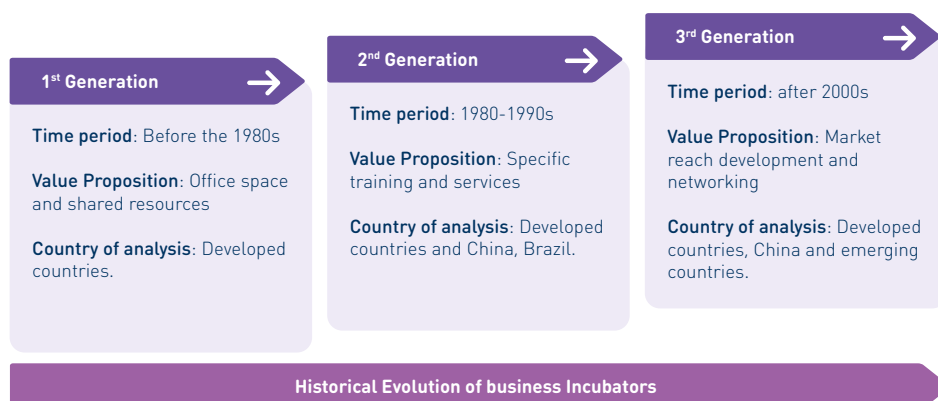 1st Generation
Time period: Before the 1980s
Value Proposition: Office space
and shared resources
Country of analysis: Developed
countries.
2nd Generation
Time period: 1980-1990s
Value Proposition: Specific
training and services
Country of analysis: Developed
countries and China, Brazil.
3rd Generation
Time period: after 2000s
Value Proposition: Market
reach development and
networking
Country of analysis: Developed
countries, China and emerging
countries.
Historical Evolution of business Incubators